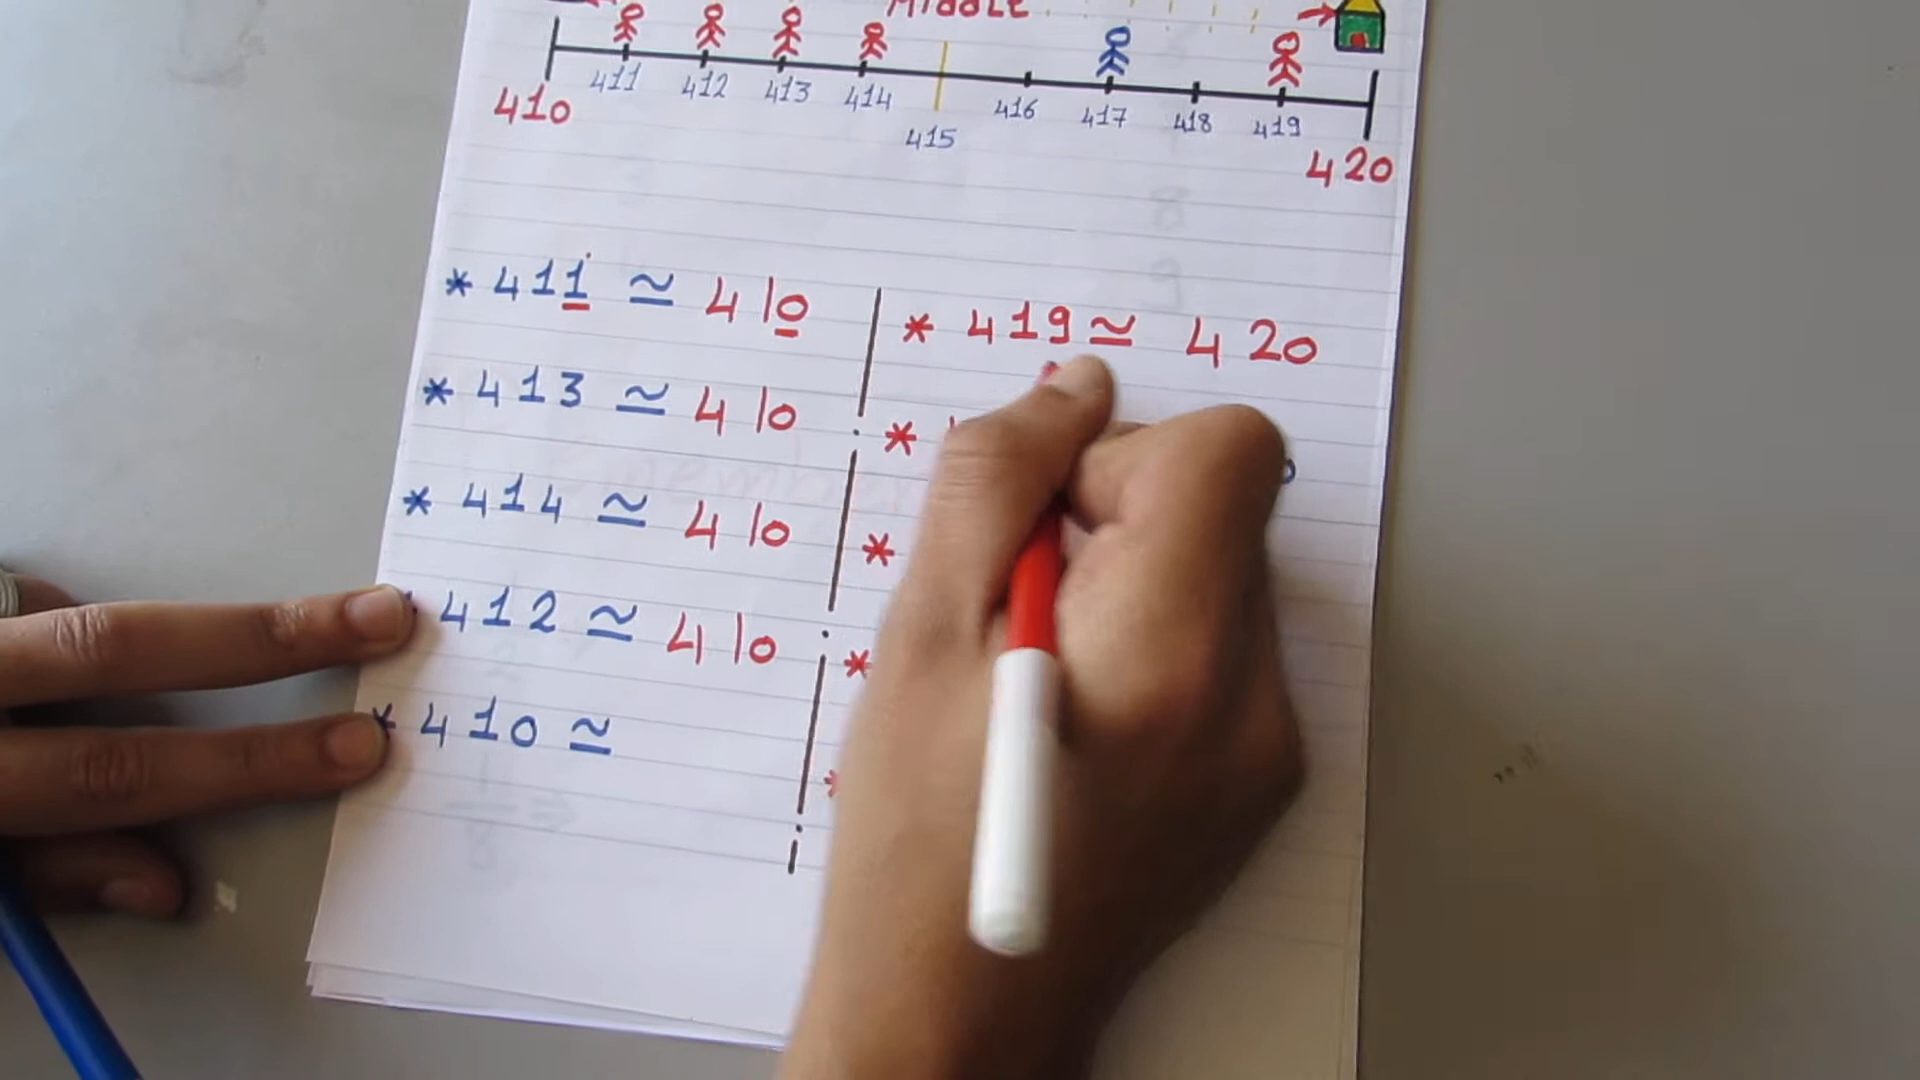 Middle
411 412 413 414 416 417 418 419
410 415 420
* 411 ≃ 410
* 413 ≃ 410
* 414 ≃ 410
412 ≃ 410
* 410 ≃
* 419 ≃ 420
*
*
*
*